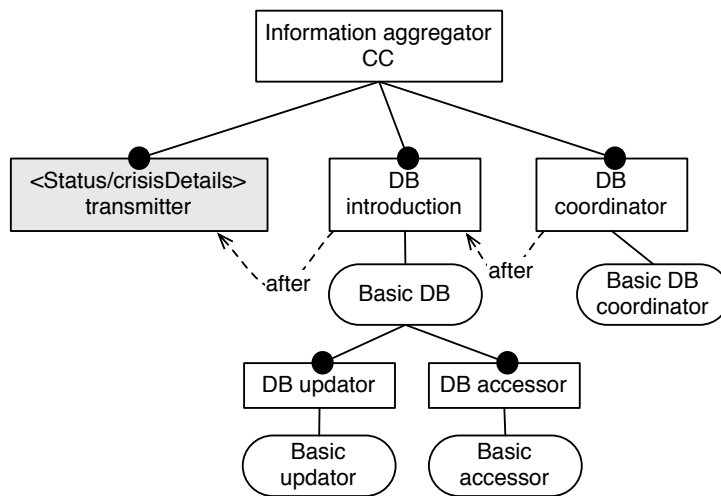 Information aggregator
CC
<Status/crisisDetails>
transmitter
DB
introduction
DB
coordinator
after
after
Basic DB
Basic DB
coordinator
DB updator
DB accessor
Basic
updator
Basic
accessor